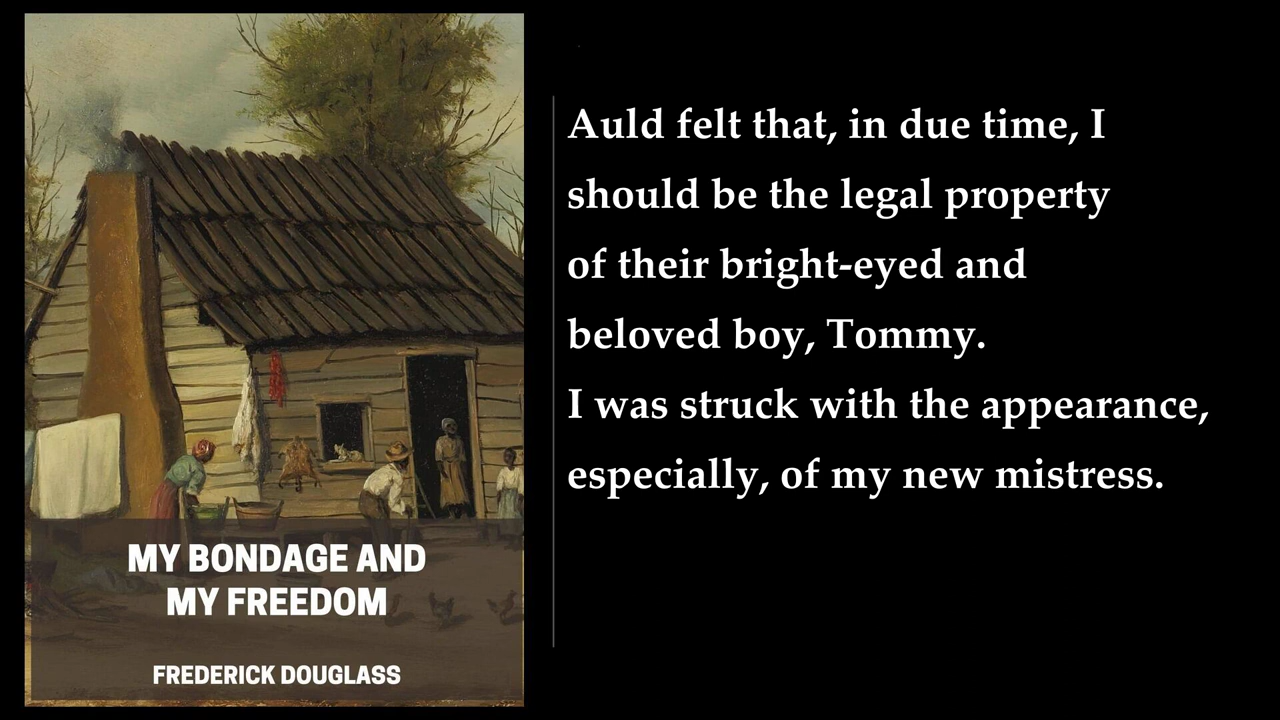 Auld felt that, in due time, I
should be the legal property
of their bright-eyed and
beloved boy, Tommy.
I was struck with the appearance,
especially, of my new mistress.
MY BONDAGE AND
MY FREEDOM
FREDERICK DOUGLASS